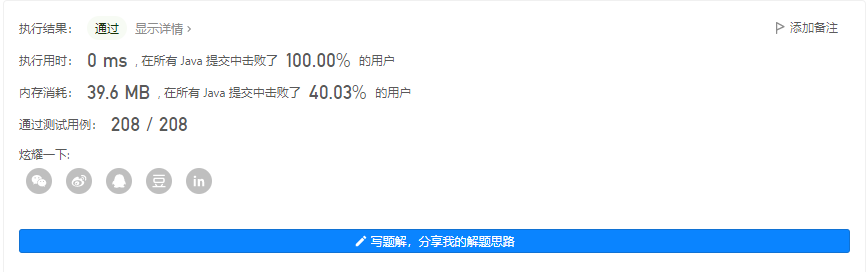 执行结果： 通过 显示详情 › 添加备注
执行用时： 0 ms , 在所有 Java 提交中击败了 100.00% 的用户
内存消耗： 39.6 MB , 在所有 Java 提交中击败了 40.03% 的用户
通过测试用例： 208 / 208
炫耀一下:
豆 in
写题解，分享我的解题思路